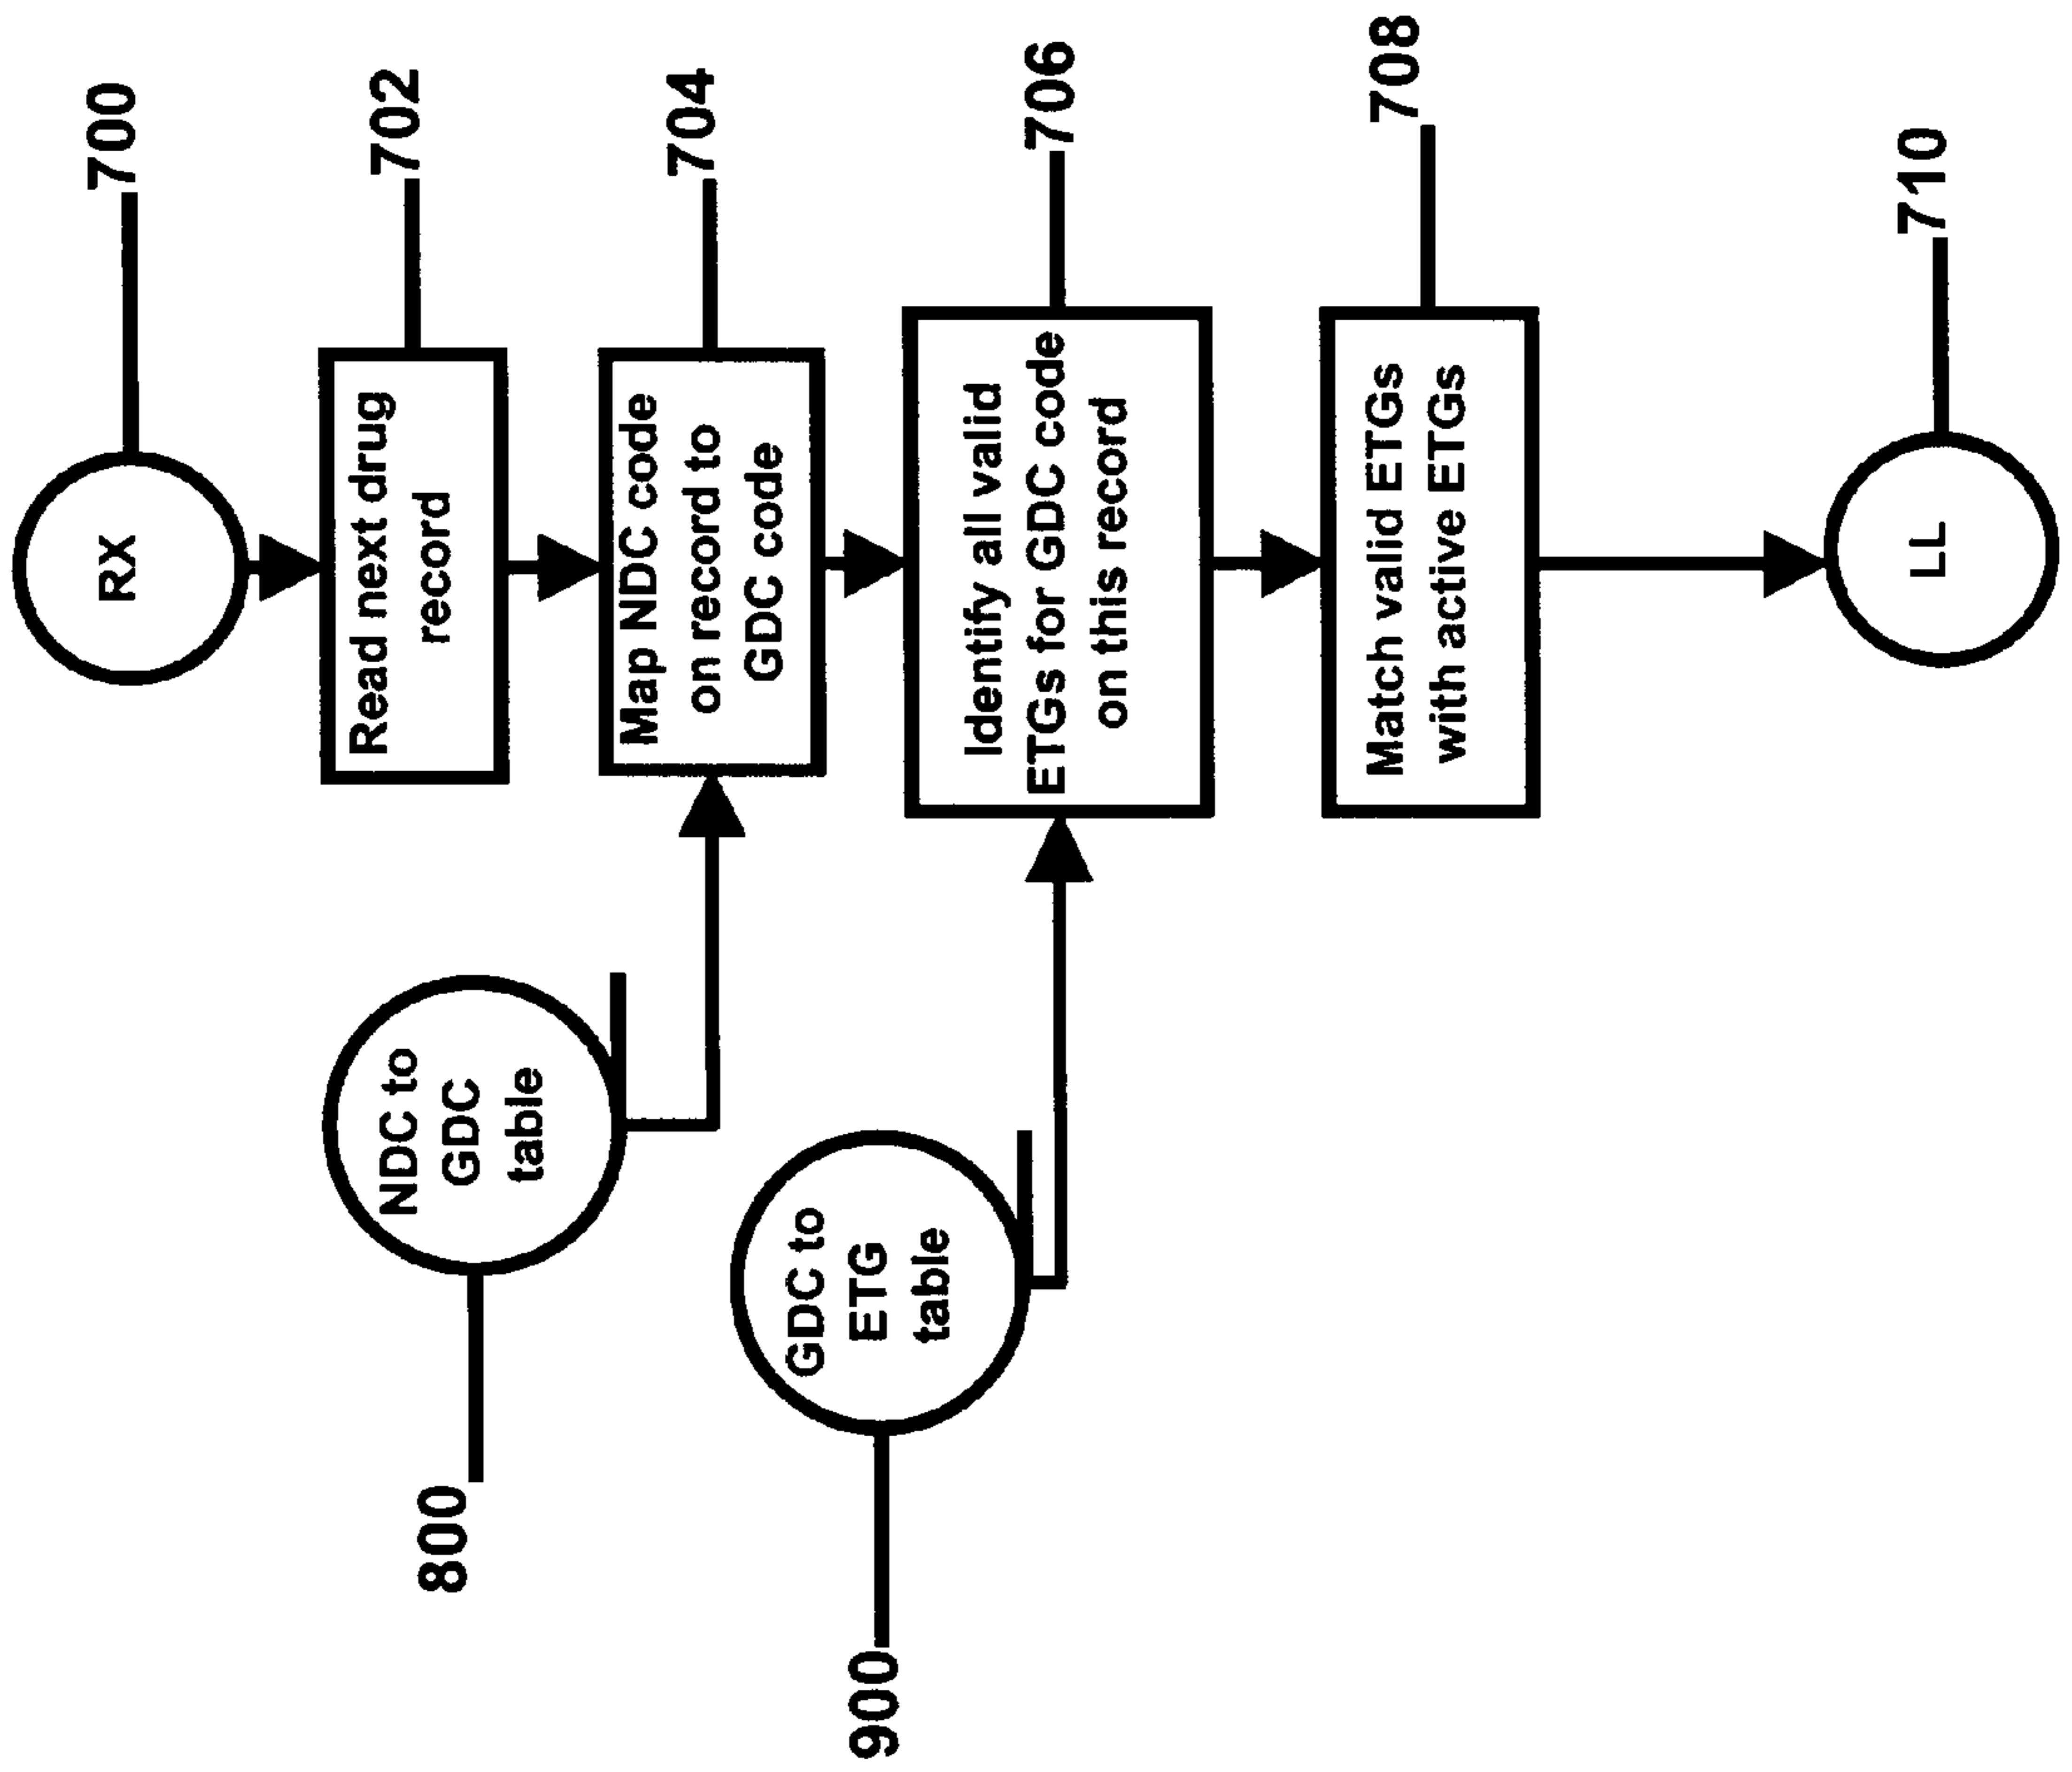 RX
700
Read next drug
record
702
NDC to
GDC
table
800
Map NDC code
on record to
GDC code
704
GDC to
ETG
table
900
Identify all valid
ETGs for GDC code
on this record
706
Match valid ETGs
with active ETGs
708
LL
710